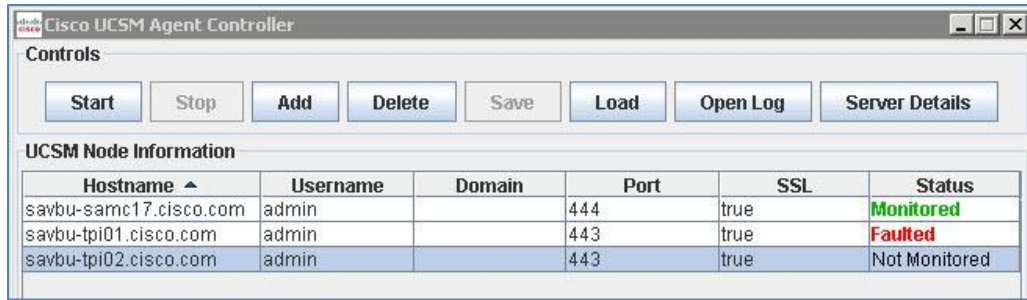 Cisco UCSM Agent Controller
Controls
Start Stop Add Delete Save Load Open Log Server Details
UCSM Node Information
Hostname Username Domain Port SSL Status
savbu-samc17.cisco.com admin 444 true Monitored
savbu-tpi01.cisco.com admin 443 true Faulted
savbu-tpi02.cisco.com admin 443 true Not Monitored